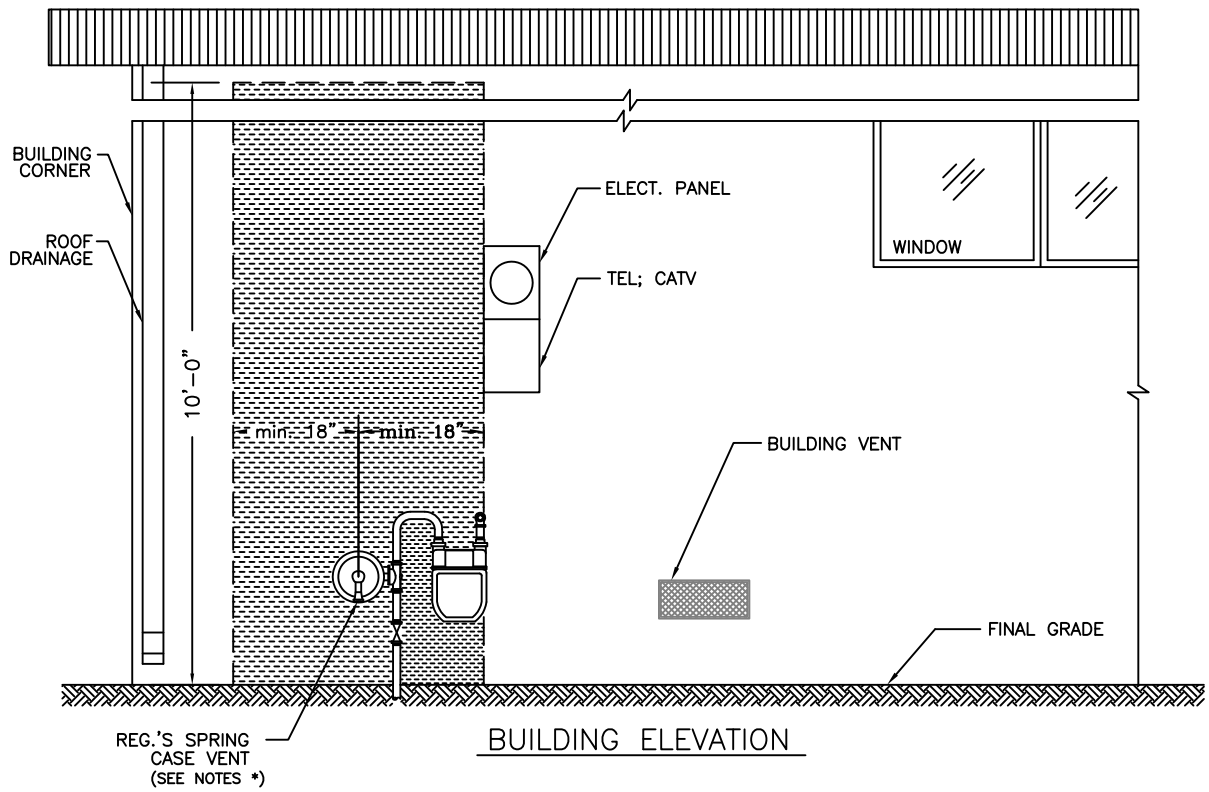 BUILDING
CORNER
ROOF
DRAINAGE
10'-0"
ELECT. PANEL
TEL; CATV
WINDOW
min. 18" min. 18"
BUILDING VENT
FINAL GRADE
REG.'S SPRING
CASE VENT
(SEE NOTES *)
BUILDING ELEVATION